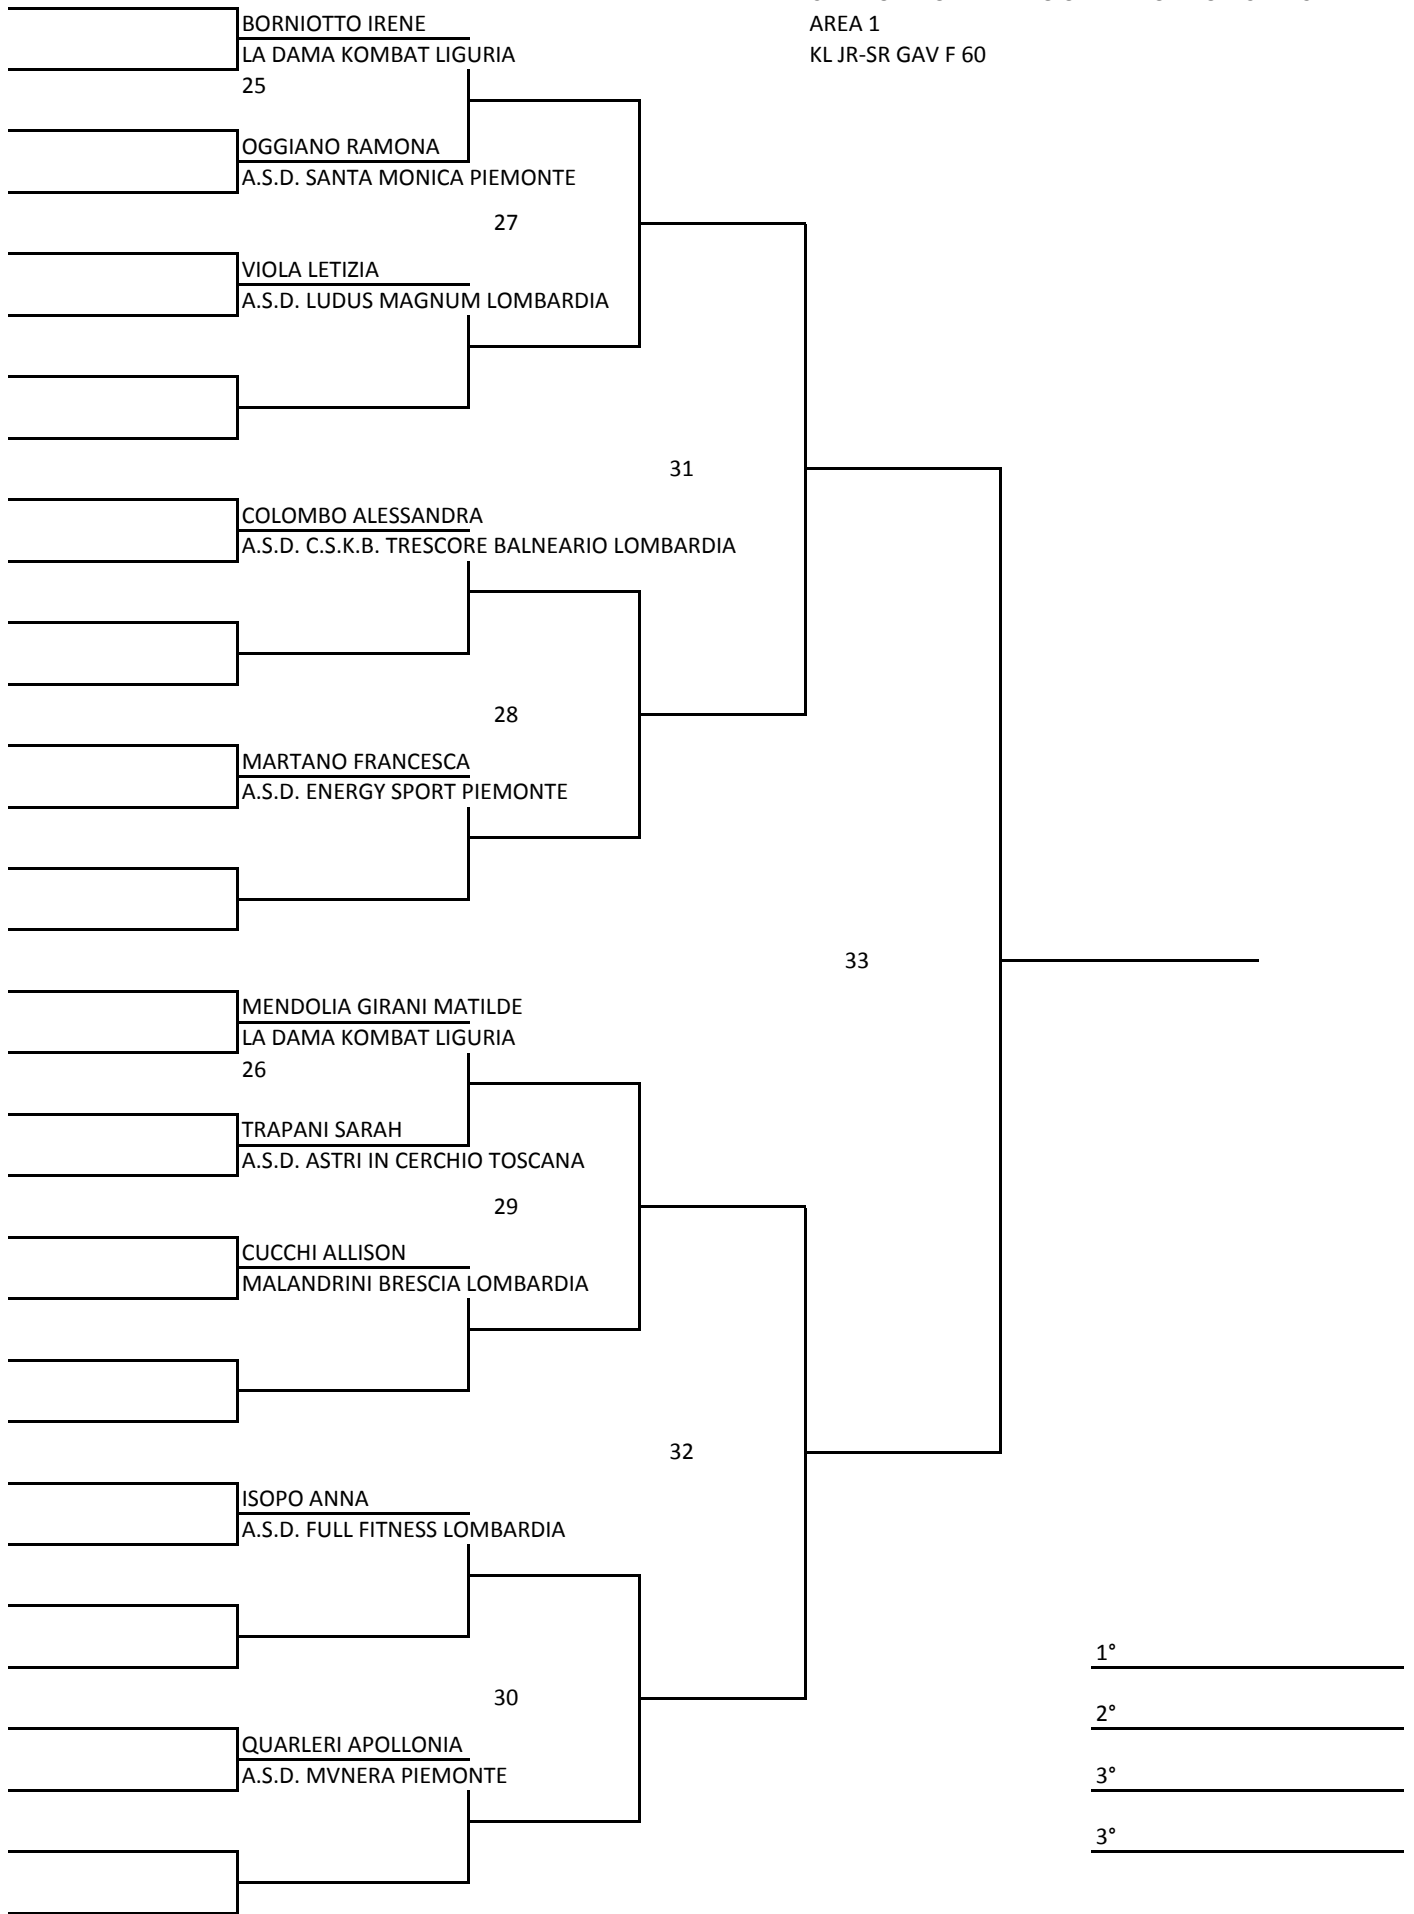 BORNIOTTO IRENE
AREA 1
LA DAMA KOMBAT LIGURIA
KL JR-SR GAV F 60
25
OGGIANO RAMONA
A.S.D. SANTA MONICA PIEMONTE
27
VIOLA LETIZIA
A.S.D. LUDUS MAGNUM LOMBARDIA
31
COLOMBO ALESSANDRA
A.S.D. C.S.K.B. TRESCORE BALNEARIO LOMBARDIA
28
MARTANO FRANCESCA
A.S.D. ENERGY SPORT PIEMONTE
33
MENDOLIA GIRANI MATILDE
LA DAMA KOMBAT LIGURIA
26
TRAPANI SARAH
A.S.D. ASTRI IN CERCHIO TOSCANA
29
CUCCHI ALLISON
MALANDRINI BRESCIA LOMBARDIA
32
ISOPO ANNA
A.S.D. FULL FITNESS LOMBARDIA
1°
30
2°
QUARLERI APOLLONIA
A.S.D. MVNERA PIEMONTE
3°
3°